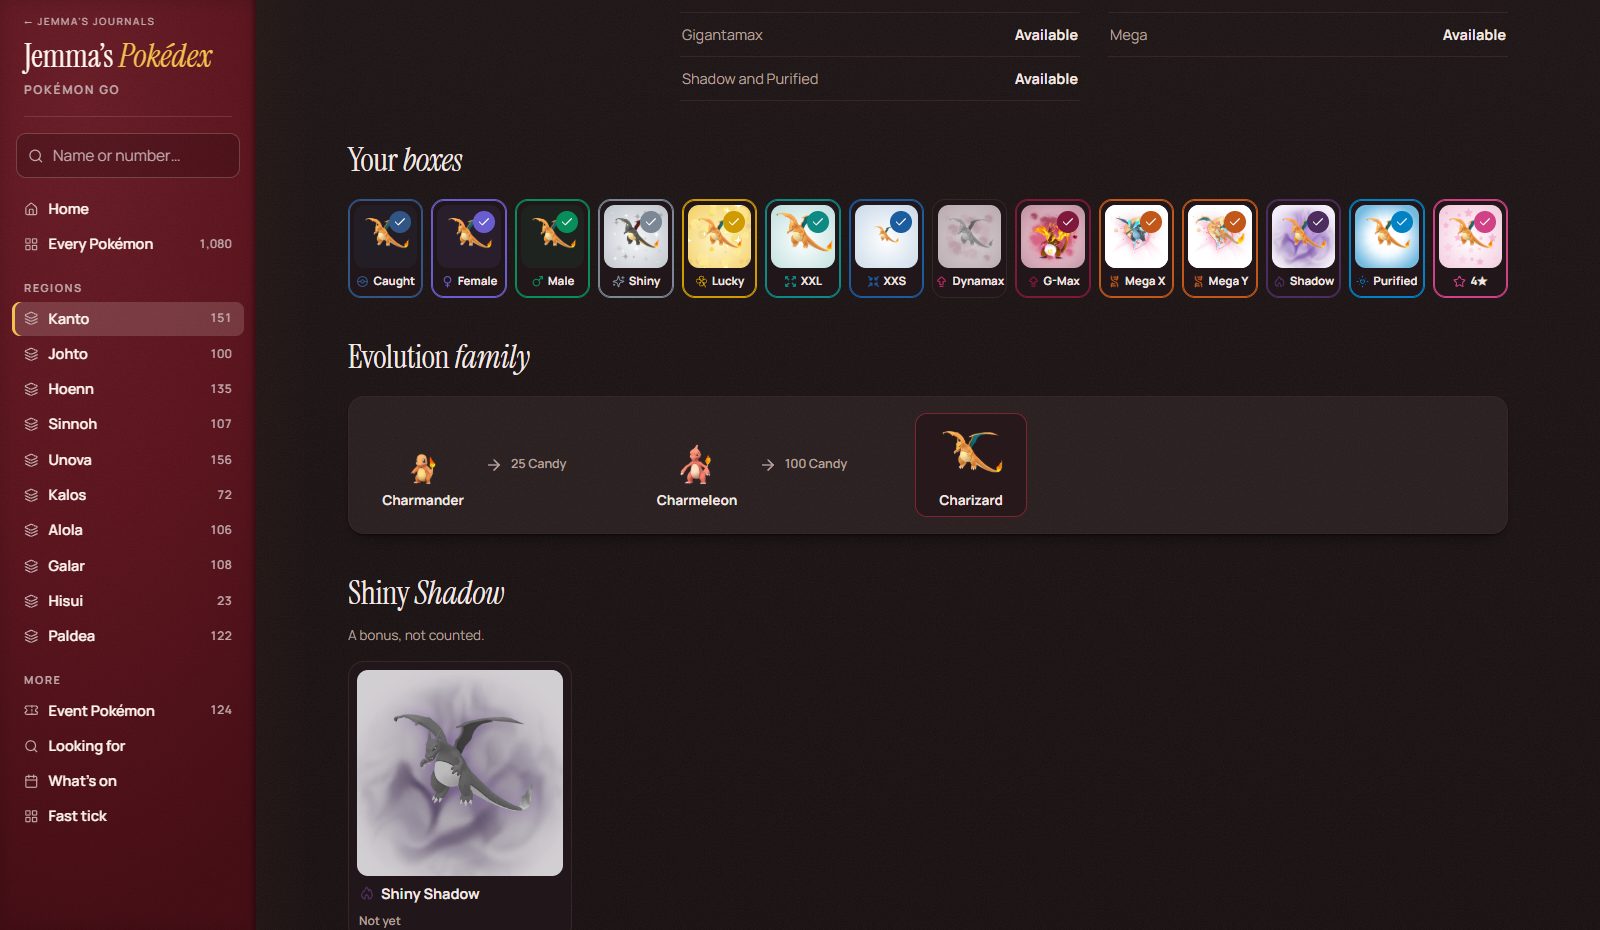 ← JEMMA'S JOURNALS
Jemma's Pokédex
POKÉMON GO
Name or number...
Home
Every Pokémon 1,080
REGIONS
Kanto 151
Johto 100
Hoenn 135
Sinnoh 107
Unova 156
Kalos 72
Alola 106
Galar 108
Hisui 23
Paldea 122
MORE
Event Pokémon 124
Looking for
What's on
Fast tick
Gigantamax Available
Mega Available
Shadow and Purified Available
Your boxes
Caught
Female
Male
Shiny
Lucky
XXL
XXS
Dynamax
G-Max
Mega X
Mega Y
Shadow
Purified
4★
Evolution family
→ 25 Candy
→ 100 Candy
Charmander
Charmeleon
Charizard
Shiny Shadow
A bonus, not counted.
Shiny Shadow
Not yet